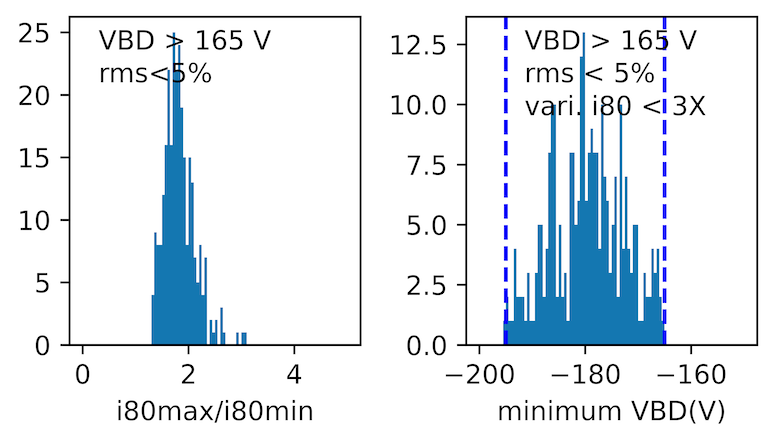 25
20
15
10
5
0
0
2
4
i80max/i80min
VBD > 165 V
rms<5%
12.5
10.0
7.5
5.0
2.5
0.0
−200
−180
−160
minimum VBD(V)
VBD > 165 V
rms < 5%
vari. i80 < 3X